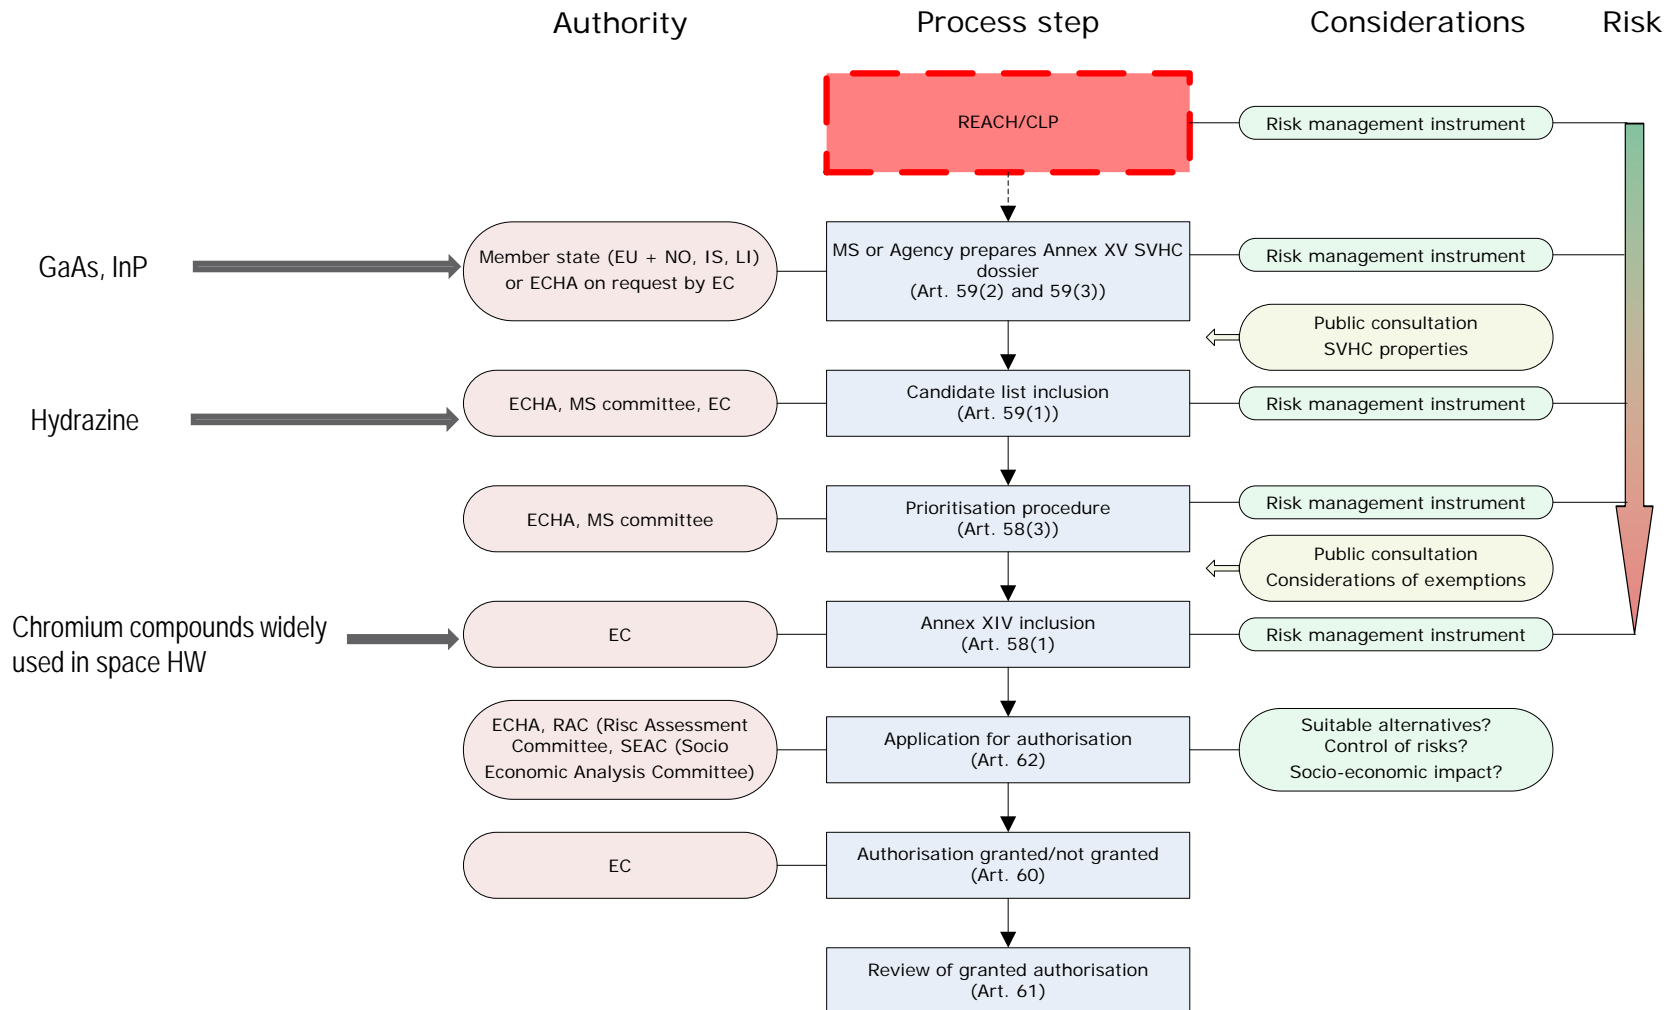 Authority
Process step
Considerations
Risk
REACH/CLP
Risk management instrument
GaAs, InP
Member state (EU + NO, IS, LI)
or ECHA on request by EC
MS or Agency prepares Annex XV SVHC
dossier
(Art. 59(2) and 59(3))
Risk management instrument
Public consultation
SVHC properties
Hydrazine
ECHA, MS committee, EC
Candidate list inclusion
(Art. 59(1))
Risk management instrument
ECHA, MS committee
Prioritisation procedure
(Art. 58(3))
Risk management instrument
Public consultation
Considerations of exemptions
Chromium compounds widely
used in space HW
EC
Annex XIV inclusion
(Art. 58(1)
Risk management instrument
ECHA, RAC (Risc Assessment
Committee, SEAC (Socio
Economic Analysis Committee)
Application for authorisation
(Art. 62)
Suitable alternatives?
Control of risks?
Socio-economic impact?
EC
Authorisation granted/not granted
(Art. 60)
Review of granted authorisation
(Art. 61)